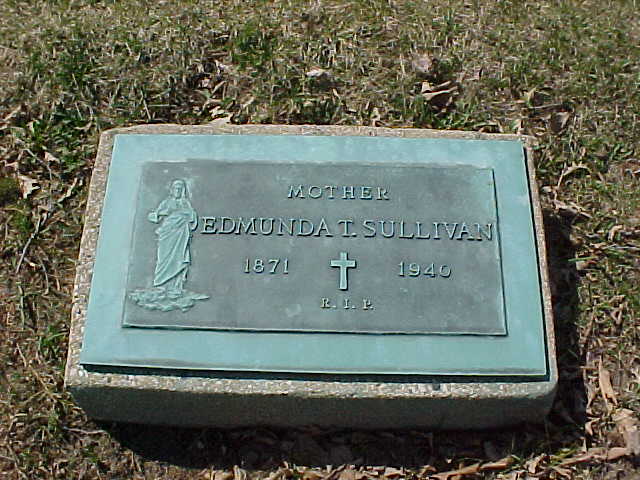 MOTHER
EDMUNDA T. SULLIVAN
1871 1940
R. I. P.